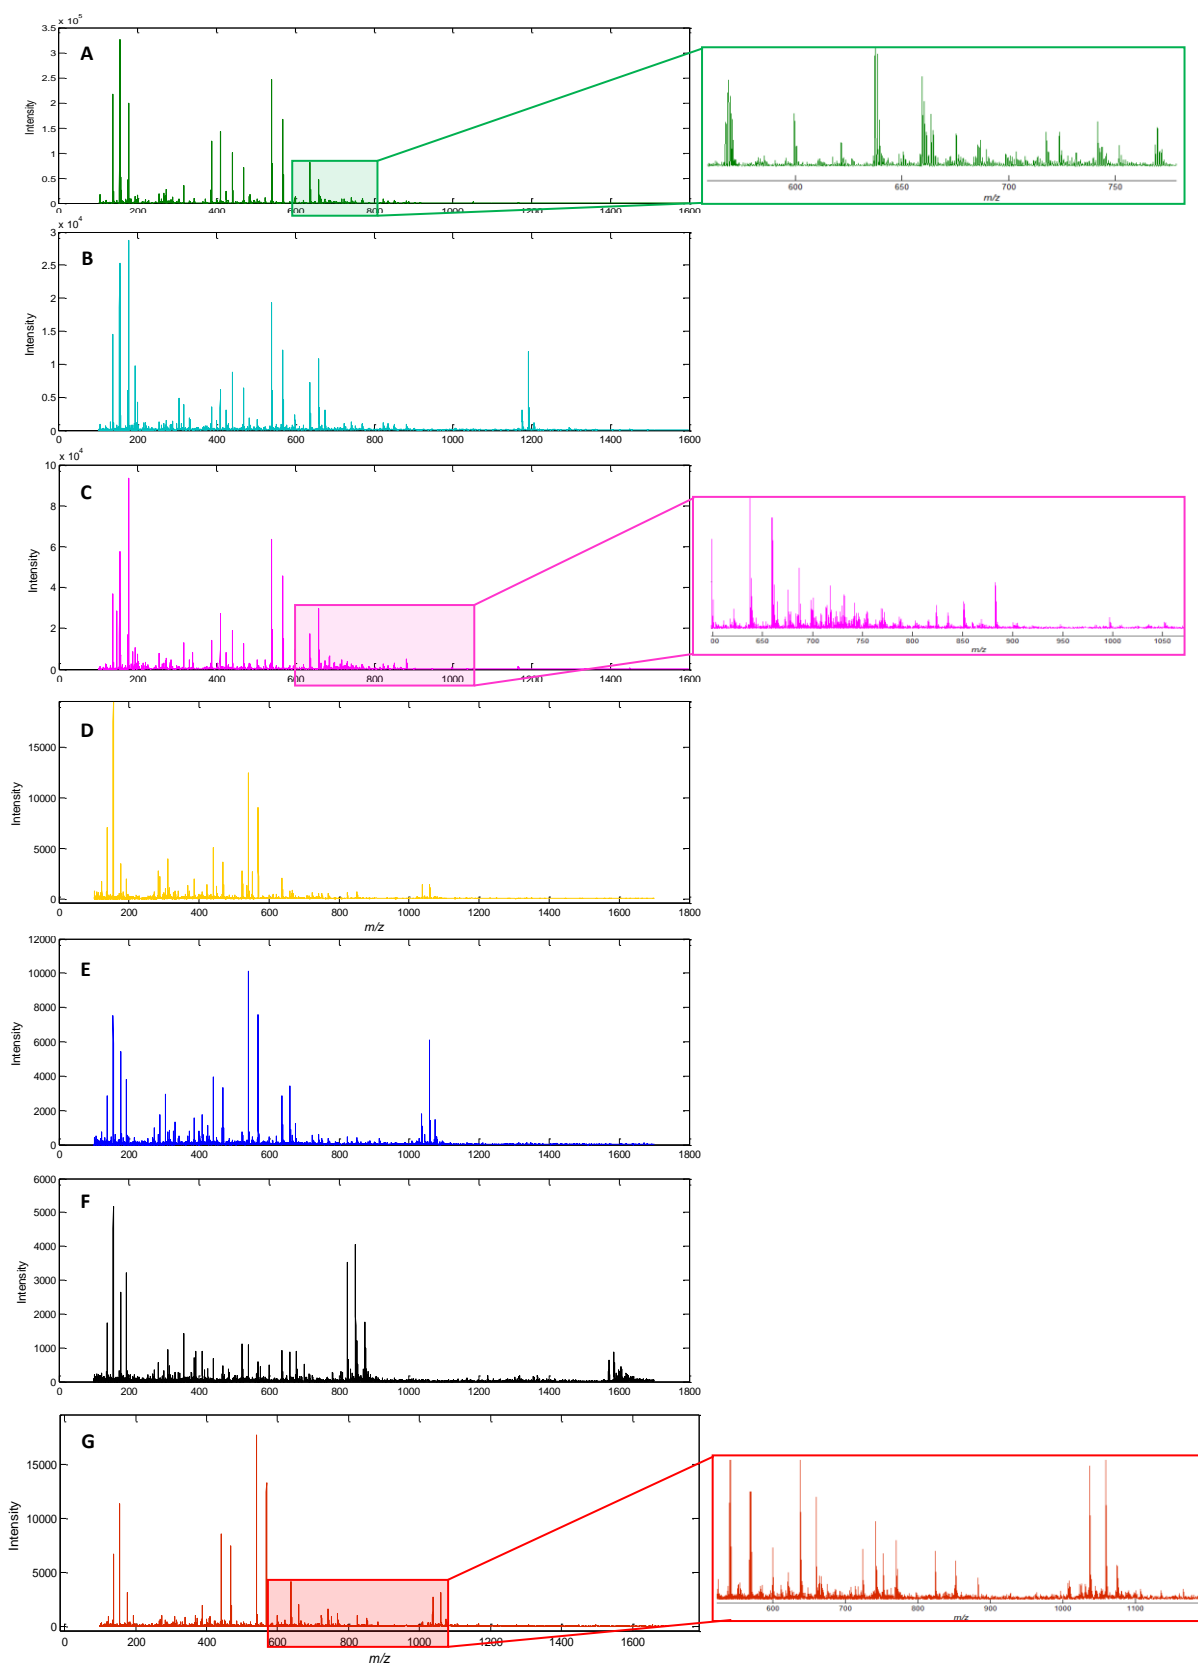 x 10⁵
A
3.5
3
2.5
2
1.5
1
0.5
0
Intensity
0 200 400 600 800 1000 1200 1400 1600
600 650 700 750
m/z
x 10⁴
B
3
2.5
2
1.5
1
0.5
0
Intensity
0 200 400 600 800 1000 1200 1400 1600
x 10⁴
C
10
8
6
4
2
0
Intensity
0 200 400 600 800 1000 1200 1400 1600
00 650 700 750 800 850 900 950 1000 1050
m/z
D
15000
10000
5000
0
Intensity
0 200 400 600 800 1000 1200 1400 1600 1800
m/z
E
12000
10000
8000
6000
4000
2000
0
Intensity
0 200 400 600 800 1000 1200 1400 1600 1800
F
6000
5000
4000
3000
2000
1000
0
Intensity
0 200 400 600 800 1000 1200 1400 1600 1800
G
15000
10000
5000
0
Intensity
0 200 400 600 800 1000 1200 1400 1600
m/z
600 700 800 900 1000 1100
m/z